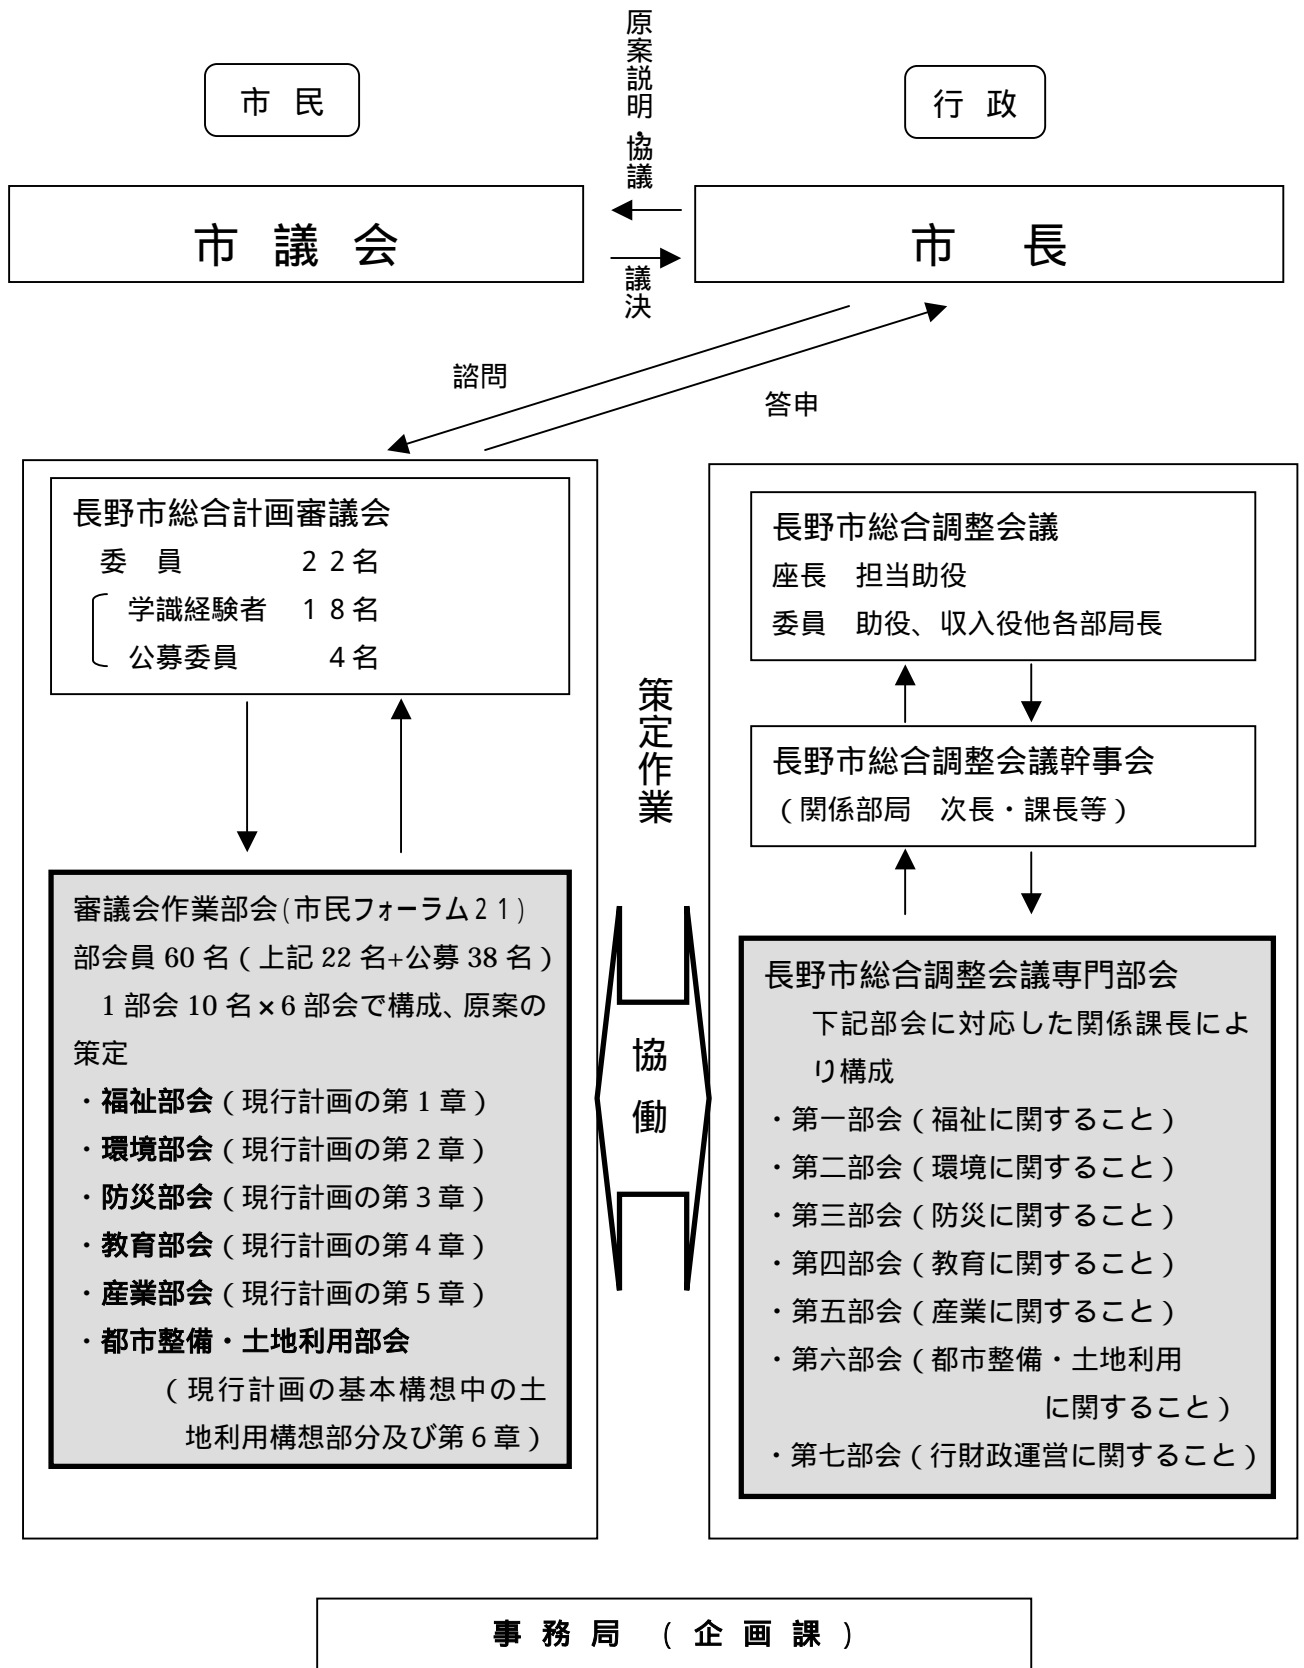 原案説明・協議
市 民
行 政
市 議 会
市 長
議決
諮問
答申
長野市総合計画審議会
委 員 22名
学識経験者 18名
公募委員 4名
審議会作業部会(市民フォーラム21)
部会員60名(上記22名+公募38名)
1部会10名×6部会で構成、原案の
策定
・福祉部会(現行計画の第1章)
・環境部会(現行計画の第2章)
・防災部会(現行計画の第3章)
・教育部会(現行計画の第4章)
・産業部会(現行計画の第5章)
・都市整備・土地利用部会
(現行計画の基本構想中の土
地利用構想部分及び第6章)
策定作業
協働
長野市総合調整会議
座長 担当助役
委員 助役、収入役他各部局長
長野市総合調整会議幹事会
(関係部局 次長・課長等)
長野市総合調整会議専門部会
下記部会に対応した関係課長によ
り構成
・第一部会(福祉に関すること)
・第二部会(環境に関すること)
・第三部会(防災に関すること)
・第四部会(教育に関すること)
・第五部会(産業に関すること)
・第六部会(都市整備・土地利用
に関すること)
・第七部会(行財政運営に関すること)
事 務 局 (企 画 課)